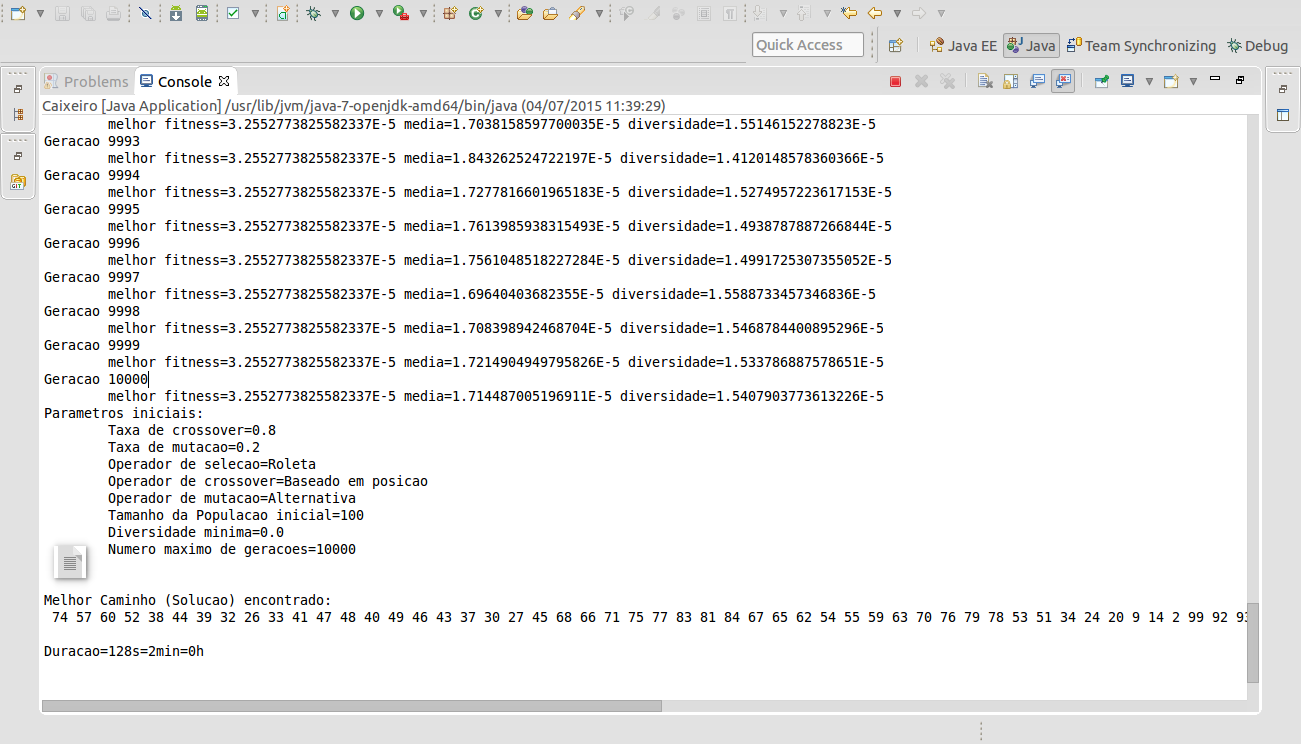 Quick Access
Java EE
Java
Team Synchronizing
Debug
Problems
Console
Caixeiro [Java Application] /usr/lib/jvm/java-7-openjdk-amd64/bin/java (04/07/2015 11:39:29)
melhor fitness=3.2552773825582337E-5 media=1.7038158597700035E-5 diversidade=1.55146152278823E-5
Geracao 9993
melhor fitness=3.2552773825582337E-5 media=1.843262524722197E-5 diversidade=1.4120148578360366E-5
Geracao 9994
melhor fitness=3.2552773825582337E-5 media=1.7277816601965183E-5 diversidade=1.5274957223617153E-5
Geracao 9995
melhor fitness=3.2552773825582337E-5 media=1.7613985938315493E-5 diversidade=1.4938787887266844E-5
Geracao 9996
melhor fitness=3.2552773825582337E-5 media=1.7561048518227284E-5 diversidade=1.4991725307355052E-5
Geracao 9997
melhor fitness=3.2552773825582337E-5 media=1.69640403682355E-5 diversidade=1.5588733457346836E-5
Geracao 9998
melhor fitness=3.2552773825582337E-5 media=1.708398942468704E-5 diversidade=1.5468784400895296E-5
Geracao 9999
melhor fitness=3.2552773825582337E-5 media=1.7214904949795826E-5 diversidade=1.533786887578651E-5
Geracao 10000
melhor fitness=3.2552773825582337E-5 media=1.714487005196911E-5 diversidade=1.5407903773613226E-5
Parametros iniciais:
Taxa de crossover=0.8
Taxa de mutacao=0.2
Operador de selecao=Roleta
Operador de crossover=Baseado em posicao
Operador de mutacao=Alternativa
Tamanho da Populacao inicial=100
Diversidade minima=0.0
Numero maximo de geracoes=10000
Melhor Caminho (Solucao) encontrado:
74 57 60 52 38 44 39 32 26 33 41 47 48 40 49 46 43 37 30 27 45 68 66 71 75 77 83 81 84 67 65 62 54 55 59 63 70 76 79 78 53 51 34 24 20 9 14 2 99 92
Duracao=128s=2min=0h